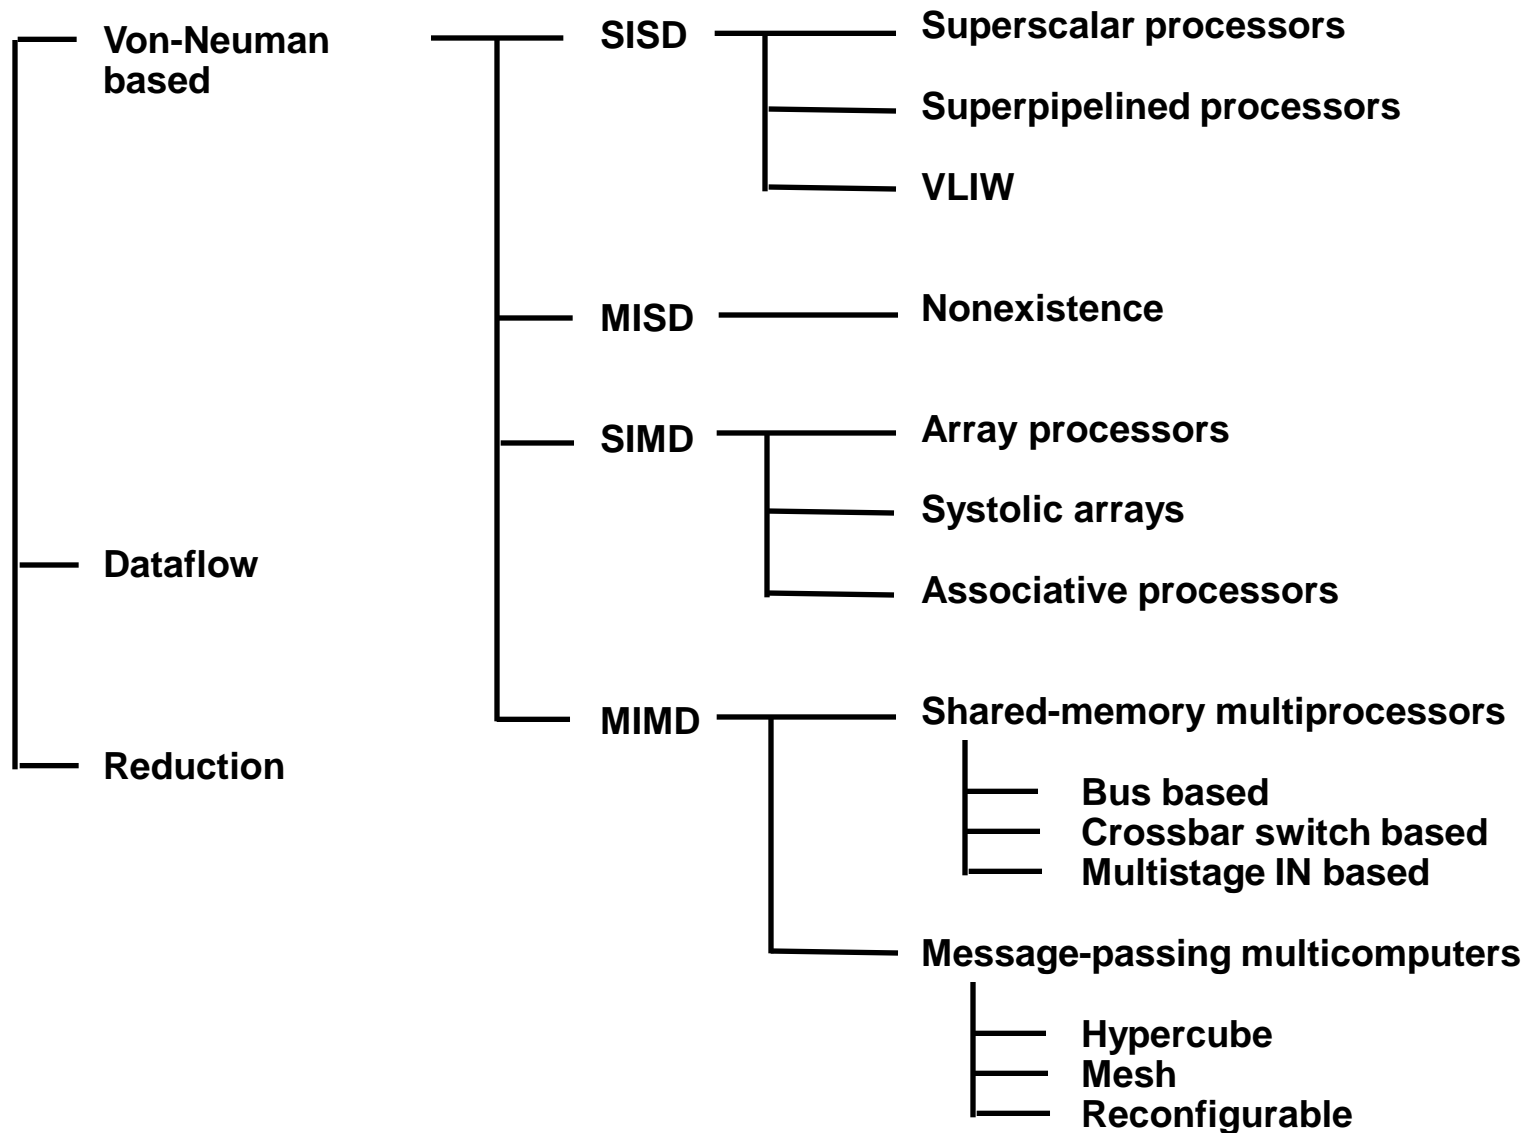 Von-Neuman
based
SISD
Superscalar processors
Superpipelined processors
VLIW
MISD
Nonexistence
SIMD
Array processors
Systolic arrays
Associative processors
Dataflow
MIMD
Shared-memory multiprocessors
Reduction
Bus based
Crossbar switch based
Multistage IN based
Message-passing multicomputers
Hypercube
Mesh
Reconfigurable